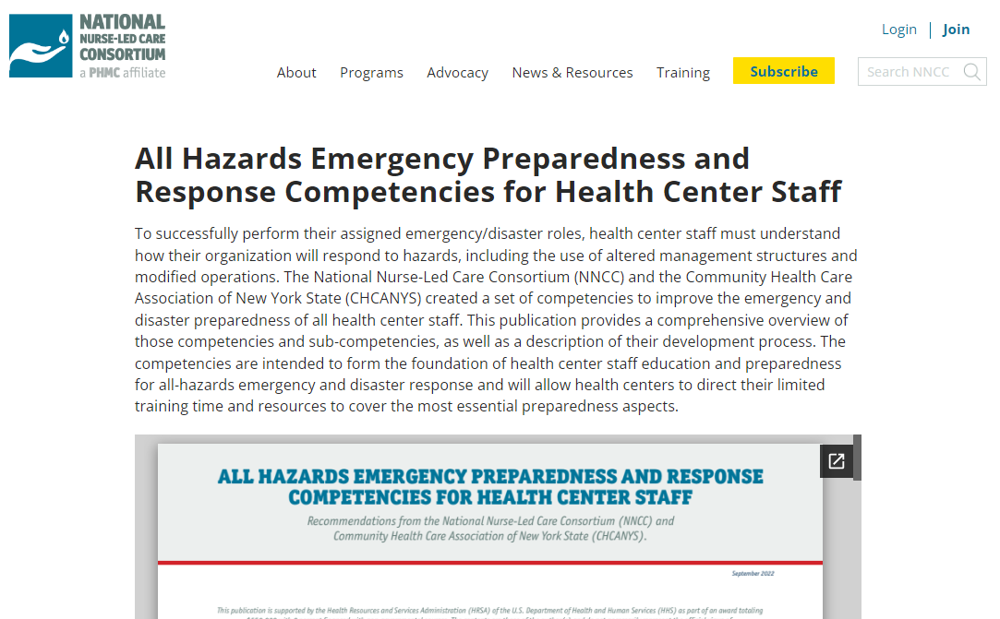 NATIONAL
NURSE-LED CARE
CONSORTIUM
a PHMC affiliate
Login | Join
About Programs Advocacy News & Resources Training Subscribe Search NNCC
All Hazards Emergency Preparedness and
Response Competencies for Health Center Staff
To successfully perform their assigned emergency/disaster roles, health center staff must understand
how their organization will respond to hazards, including the use of altered management structures and
modified operations. The National Nurse-Led Care Consortium (NNCC) and the Community Health Care
Association of New York State (CHCANYS) created a set of competencies to improve the emergency and
disaster preparedness of all health center staff. This publication provides a comprehensive overview of
those competencies and sub-competencies, as well as a description of their development process. The
competencies are intended to form the foundation of health center staff education and preparedness
for all-hazards emergency and disaster response and will allow health centers to direct their limited
training time and resources to cover the most essential preparedness aspects.
ALL HAZARDS EMERGENCY PREPAREDNESS AND RESPONSE
COMPETENCIES FOR HEALTH CENTER STAFF
Recommendations from the National Nurse-Led Care Consortium (NNCC) and
Community Health Care Association of New York State (CHCANYS).
September 2022
This publication is supported by the Health Resources and Services Administration (HRSA) of the U.S. Department of Health and Human Services (HHS) as part of an award totaling